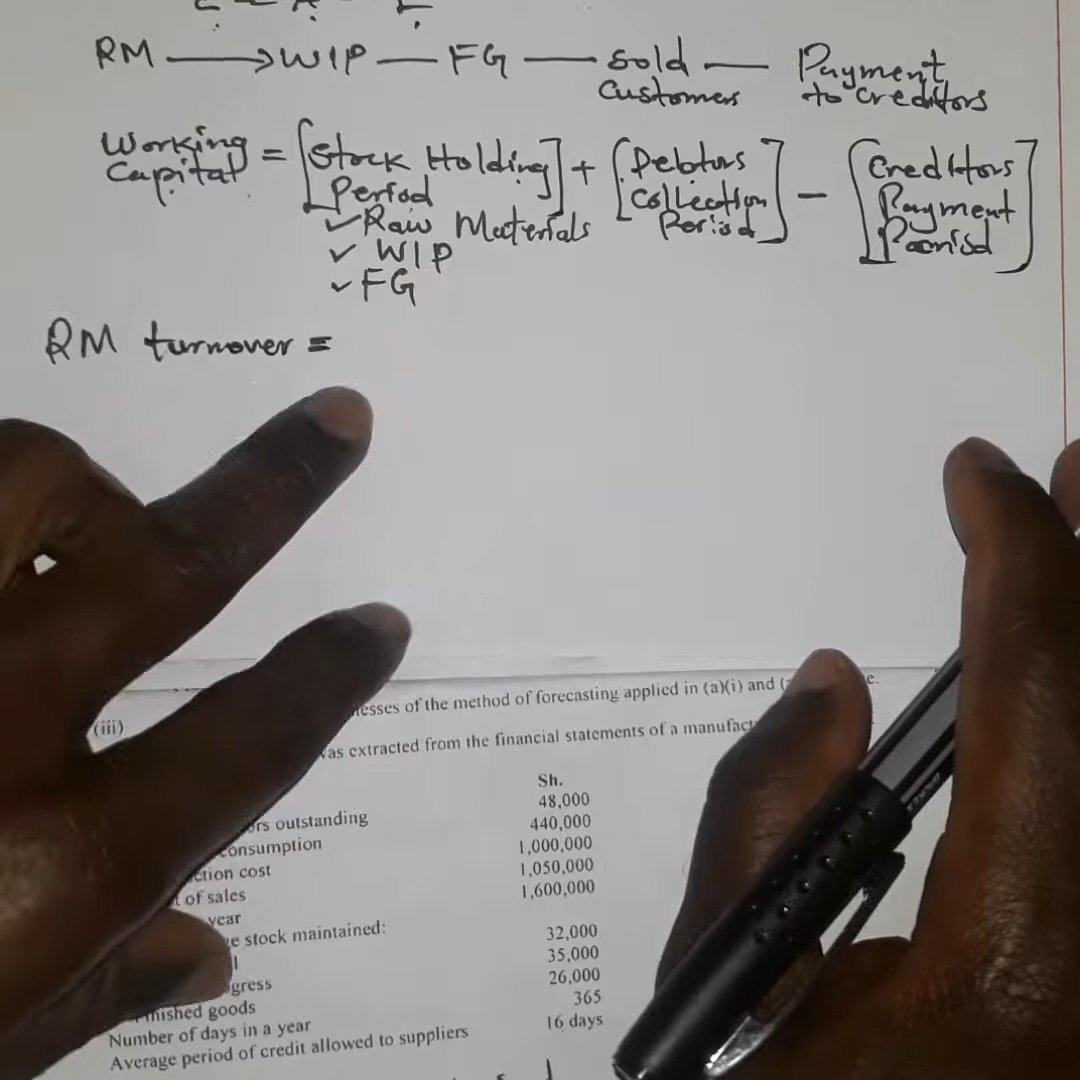 RM → WIP — FG — Sold — Payment
Customers to creditors
Working Capital = [Stock Holding Period] + [Debtors Collection Period] - [Creditors Payment Period]
✓ Raw Materials
✓ WIP
✓ FG
RM turnover =
esses of the method of forecasting applied in (a)(i) and (
(iii)
was extracted from the financial statements of a manufac
Sh.
rs outstanding 48,000
consumption 440,000
ction cost 1,000,000
of sales 1,050,000
year 1,600,000
e stock maintained:
l 32,000
gress 35,000
nished goods 26,000
Number of days in a year 365
Average period of credit allowed to suppliers 16 days